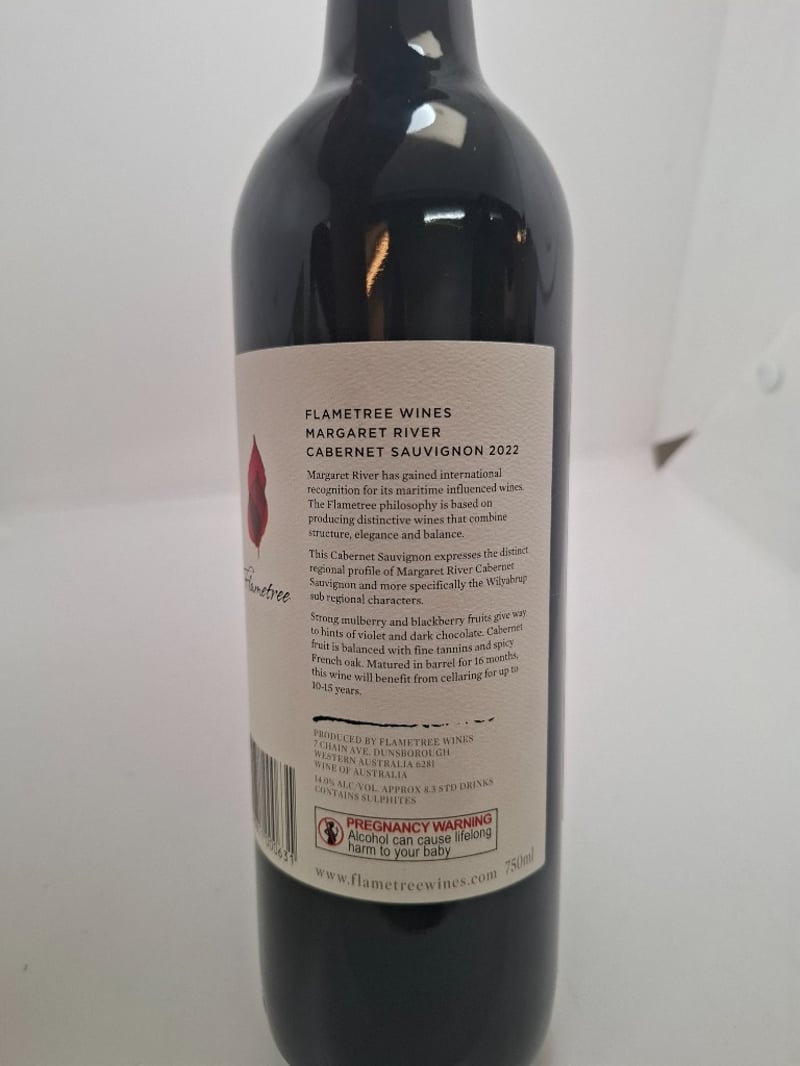 FLAMETREE WINES
MARGARET RIVER
CABERNET SAUVIGNON 2022
Margaret River has gained international
recognition for its maritime influenced wines.
The Flametree philosophy is based on
producing distinctive wines that combine
structure, elegance and balance.
This Cabernet Sauvignon expresses the distinct
regional profile of Margaret River Cabernet
Sauvignon and more specifically the Wilyabrup
sub regional characters.
Strong mulberry and blackberry fruits give way
to hints of violet and dark chocolate. Cabernet
fruit is balanced with fine tannins and spicy
French oak. Matured in barrel for 16 months,
this wine will benefit from cellaring for up to
10-15 years.
Flametree
PRODUCED BY FLAMETREE WINES
7 CHAIN AVE, DUNSBOROUGH
WESTERN AUSTRALIA 6281
WINE OF AUSTRALIA
14.0% ALC/VOL. APPROX 8.3 STD DRINKS
CONTAINS SULPHITES
PREGNANCY WARNING
Alcohol can cause lifelong
harm to your baby
www.flametreewines.com 750ml